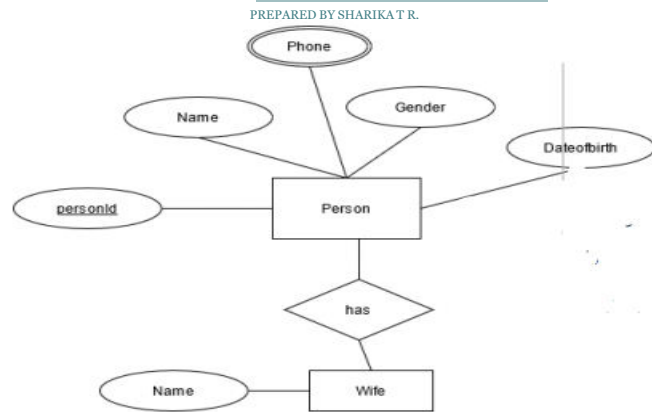 PREPARED BY SHARIKA T R.
Phone
Name
Gender
Dateofbirth
personId
Person
has
Name
Wife